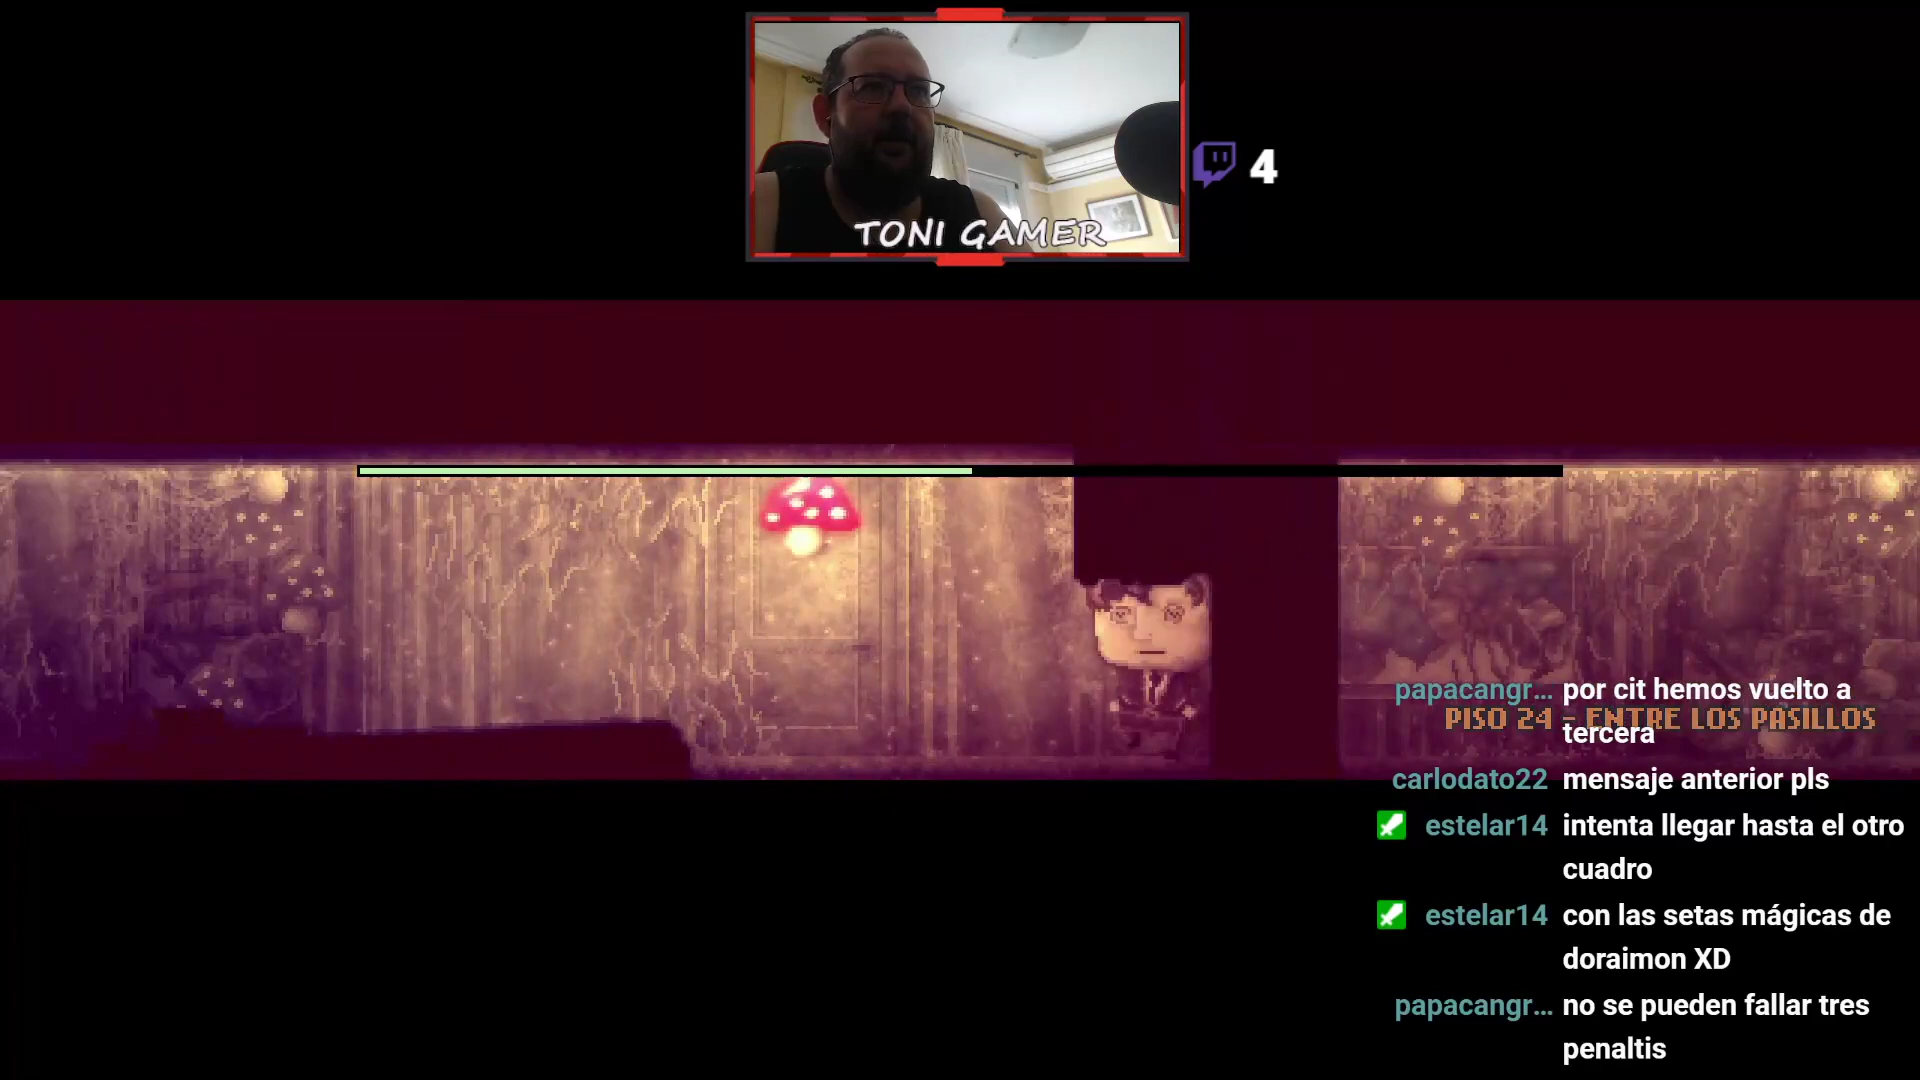 TONI GAMER
4
papacangr... por cit hemos vuelto a
PISO 24 - ENTRE LOS PASILLOS
tercera
carlodato22 mensaje anterior pls
estelar14 intenta llegar hasta el otro
cuadro
estelar14 con las setas mágicas de
doraimon XD
papacangr... no se pueden fallar tres
penaltis